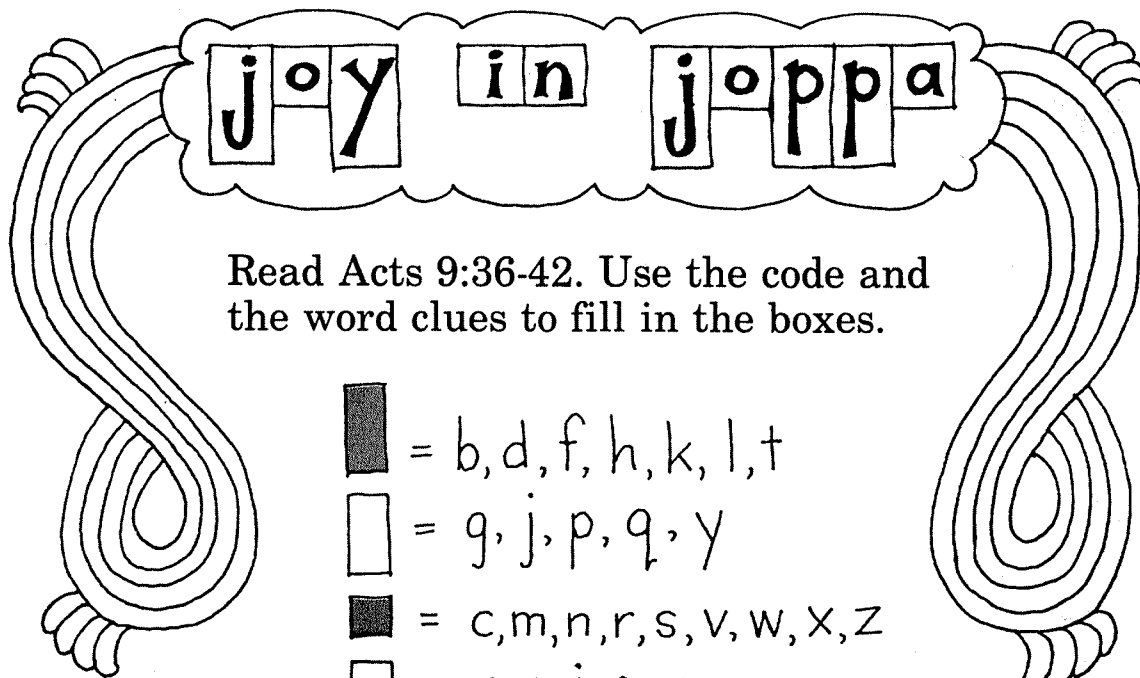 joy in joppa
Read Acts 9:36-42. Use the code and
the word clues to fill in the boxes.
= b, d, f, h, k, l, t
= g, j, p, q, y
= c, m, n, r, s, v, w, x, z